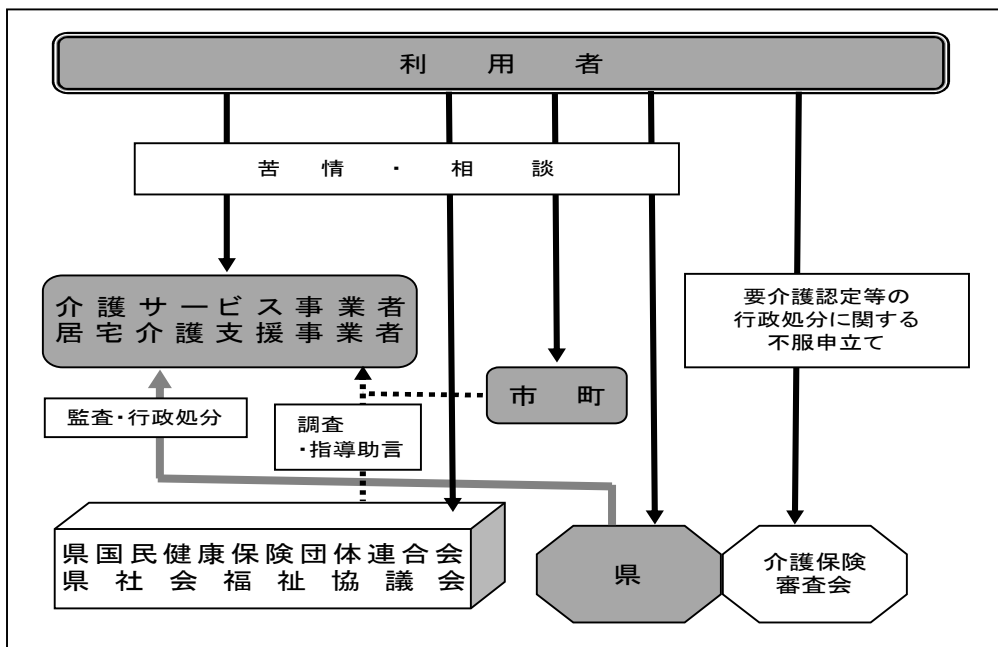 利用者
苦情・相談
介護サービス事業者
居宅介護支援事業者
要介護認定等の
行政処分に関する
不服申立て
市町
監査・行政処分
調査
・指導助言
県国民健康保険団体連合会
県社会福祉協議会
県
介護保険
審査会